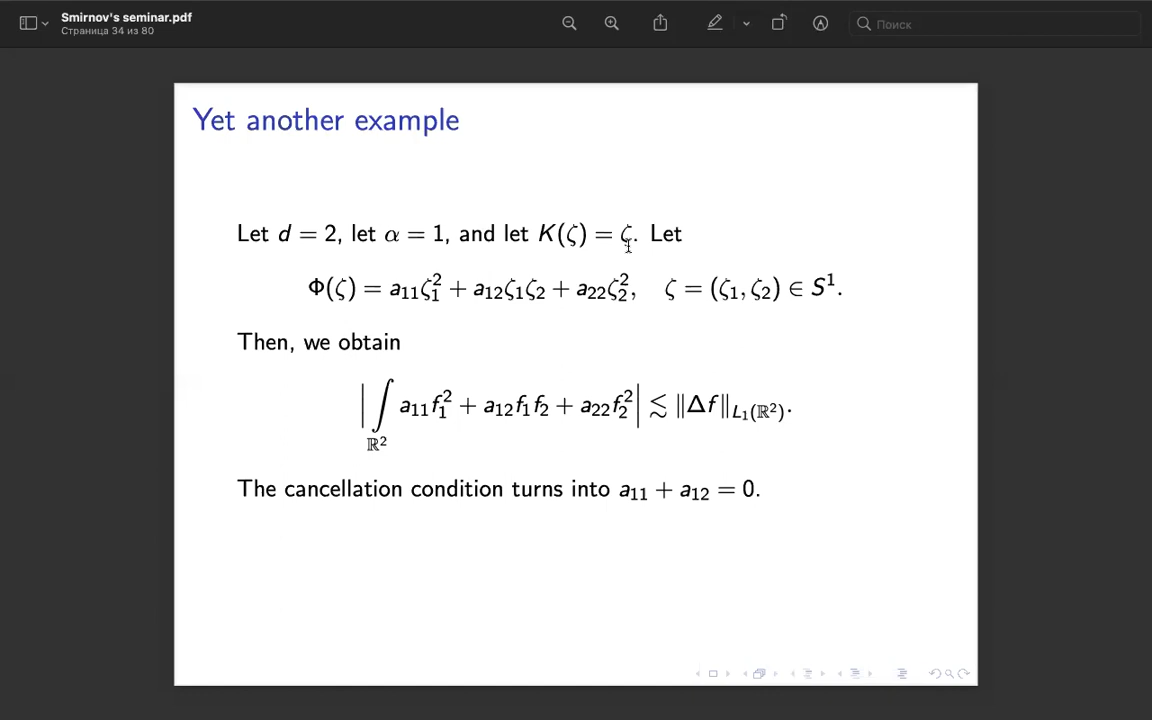 Smirnov's seminar.pdf
Страница 34 из 80
Поиск
Yet another example
Let d = 2, let α = 1, and let K(ζ) = ζ. Let
Φ(ζ) = a₁₁ζ₁² + a₁₂ζ₁ζ₂ + a₂₂ζ₂², ζ = (ζ₁, ζ₂) ∈ S¹.
Then, we obtain
|∫_{ℝ²} a₁₁f₁² + a₁₂f₁f₂ + a₂₂f₂²| ≲ ‖Δf‖_{L₁(ℝ²)}.
The cancellation condition turns into a₁₁ + a₁₂ = 0.